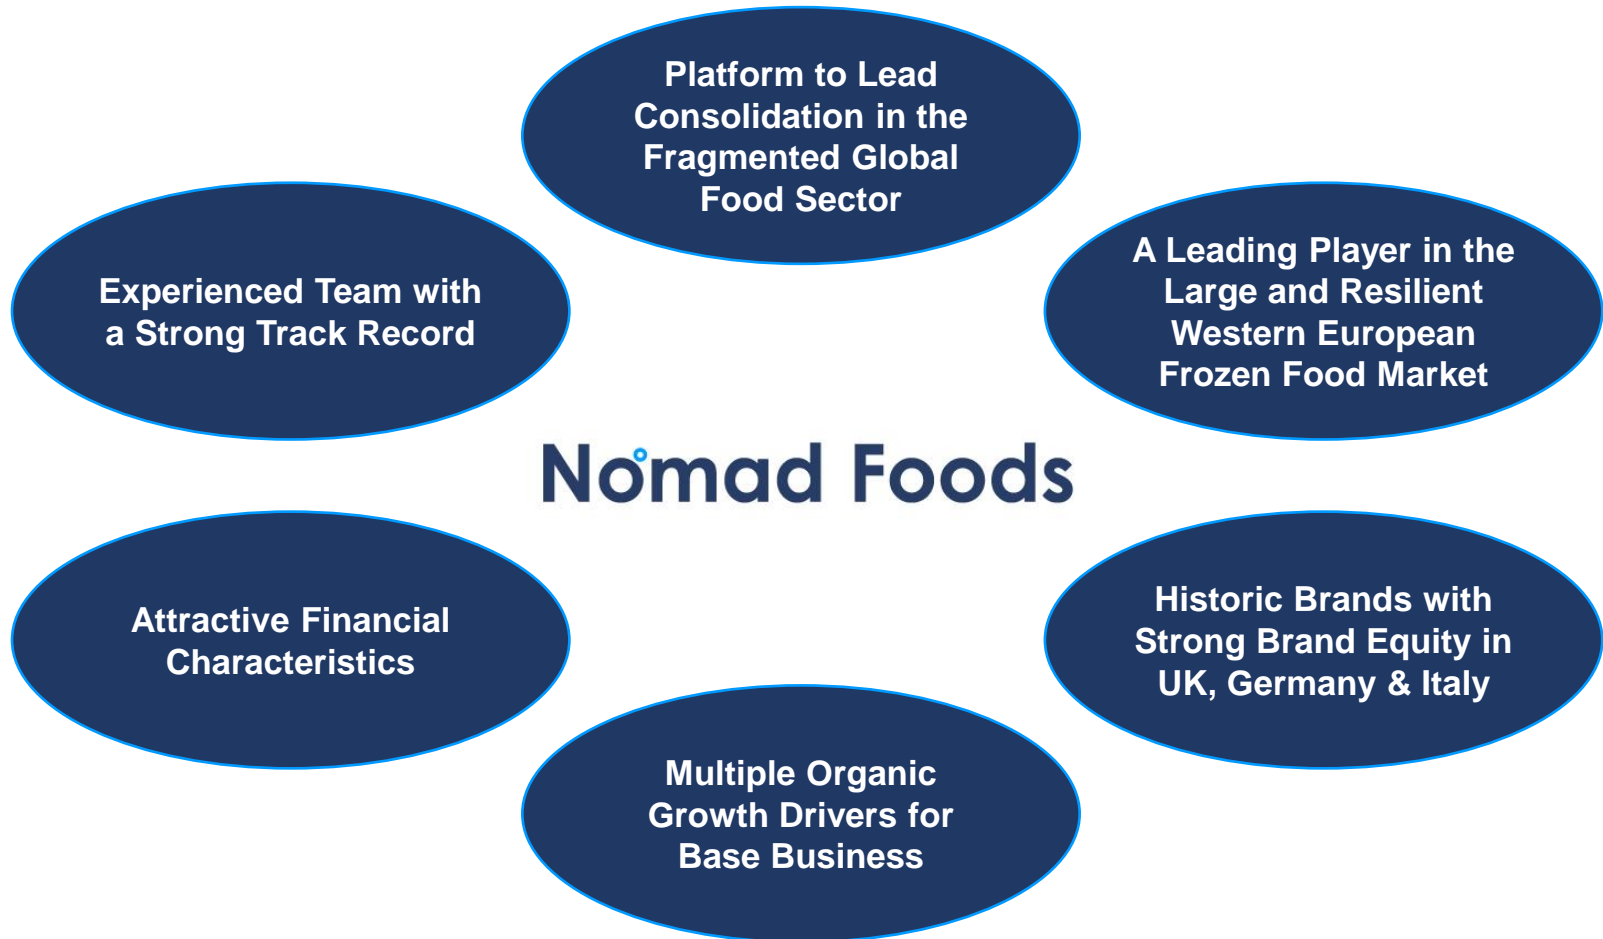 Platform to Lead
Consolidation in the
Fragmented Global
Food Sector
Experienced Team with
a Strong Track Record
A Leading Player in the
Large and Resilient
Western European
Frozen Food Market
Nomad Foods
Attractive Financial
Characteristics
Historic Brands with
Strong Brand Equity in
UK, Germany & Italy
Multiple Organic
Growth Drivers for
Base Business